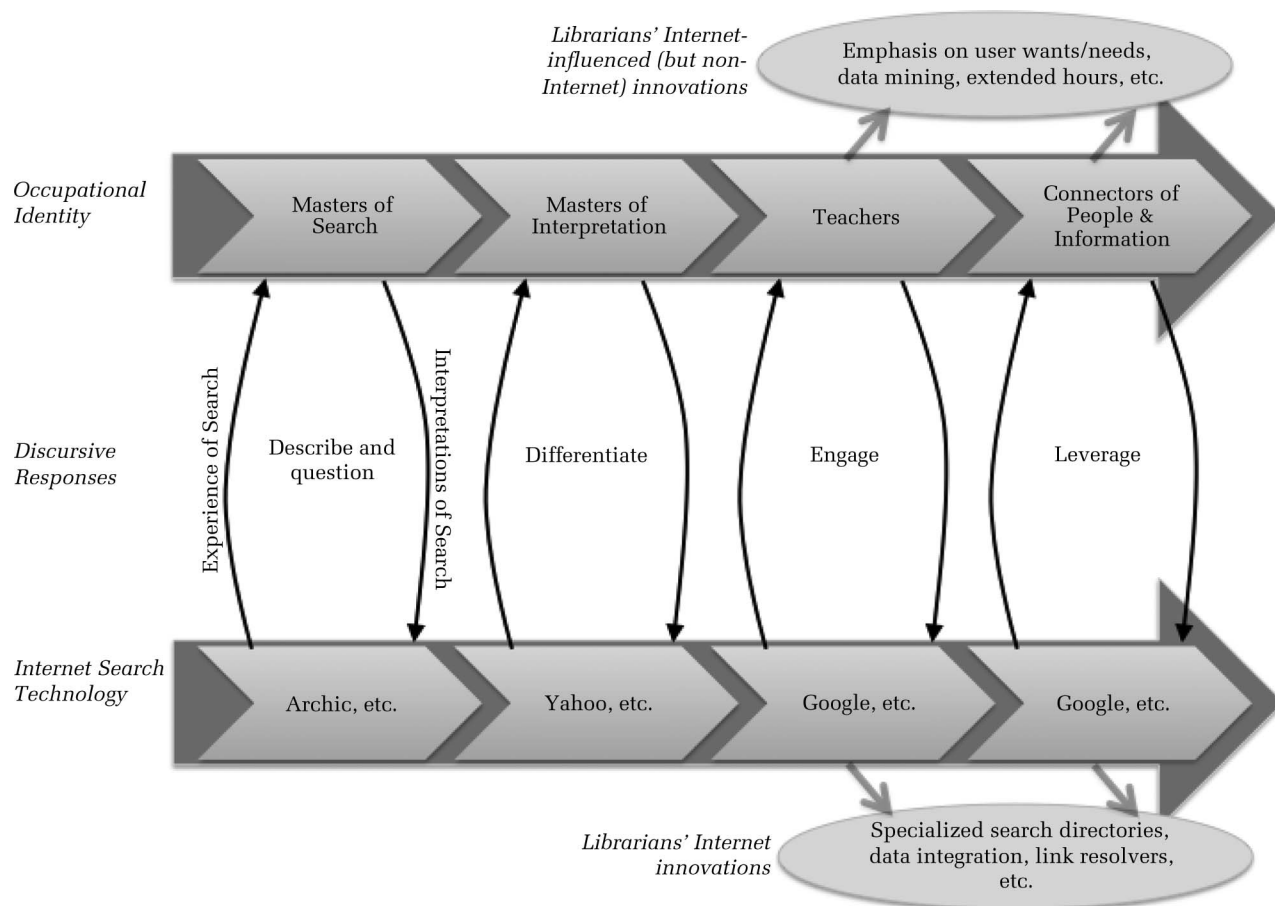 Librarians’ Internet-
influenced (but non-
Internet) innovations
Emphasis on user wants/needs,
data mining, extended hours, etc.
Occupational
Identity
Masters of
Search
Masters of
Interpretation
Teachers
Connectors of
People &
Information
Discursive
Responses
Experience of Search
Describe and
question
Interpretations of Search
Differentiate
Engage
Leverage
Internet Search
Technology
Archic, etc.
Yahoo, etc.
Google, etc.
Google, etc.
Librarians’ Internet
innovations
Specialized search directories,
data integration, link resolvers,
etc.